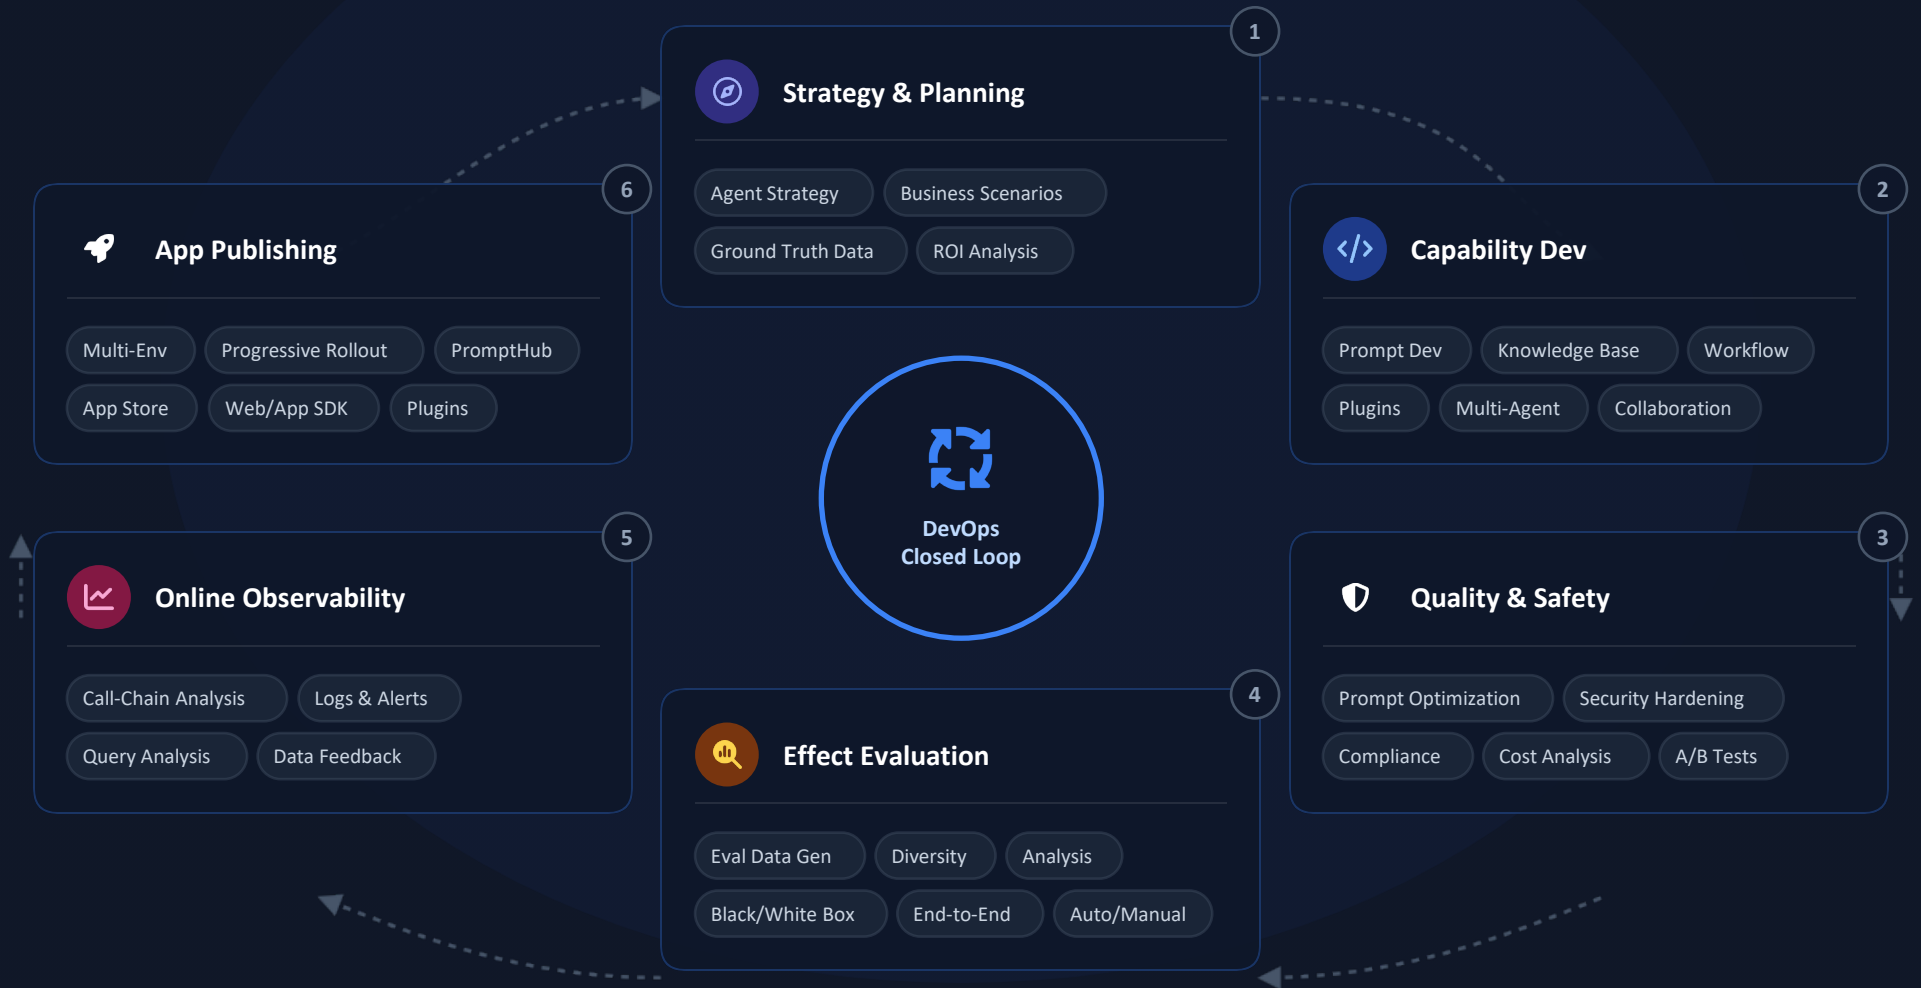 1
Strategy & Planning
Agent Strategy
Business Scenarios
Ground Truth Data
ROI Analysis
2
Capability Dev
Prompt Dev
Knowledge Base
Workflow
Plugins
Multi-Agent
Collaboration
3
Quality & Safety
Prompt Optimization
Security Hardening
Compliance
Cost Analysis
A/B Tests
4
Effect Evaluation
Eval Data Gen
Diversity
Analysis
Black/White Box
End-to-End
Auto/Manual
5
Online Observability
Call-Chain Analysis
Logs & Alerts
Query Analysis
Data Feedback
6
App Publishing
Multi-Env
Progressive Rollout
PromptHub
App Store
Web/App SDK
Plugins
DevOps
Closed Loop